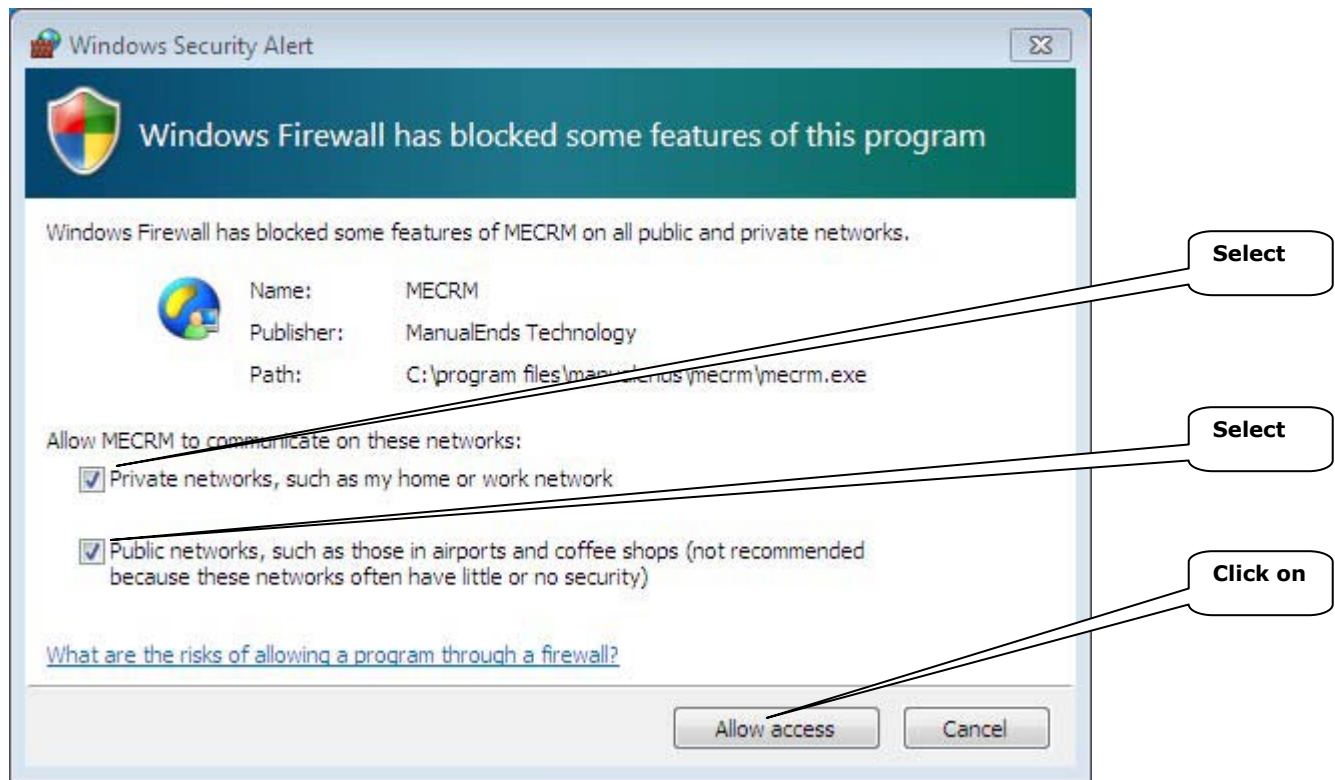 Windows Security Alert
Windows Firewall has blocked some features of this program
Windows Firewall has blocked some features of MECRM on all public and private networks.
Select
Name: MECRM
Publisher: ManualEnds Technology
Path: C:\program files\manualends\mecrm\mecrm.exe
Allow MECRM to communicate on these networks:
Select
Private networks, such as my home or work network
Public networks, such as those in airports and coffee shops (not recommended
because these networks often have little or no security)
Click on
What are the risks of allowing a program through a firewall?
Allow access Cancel